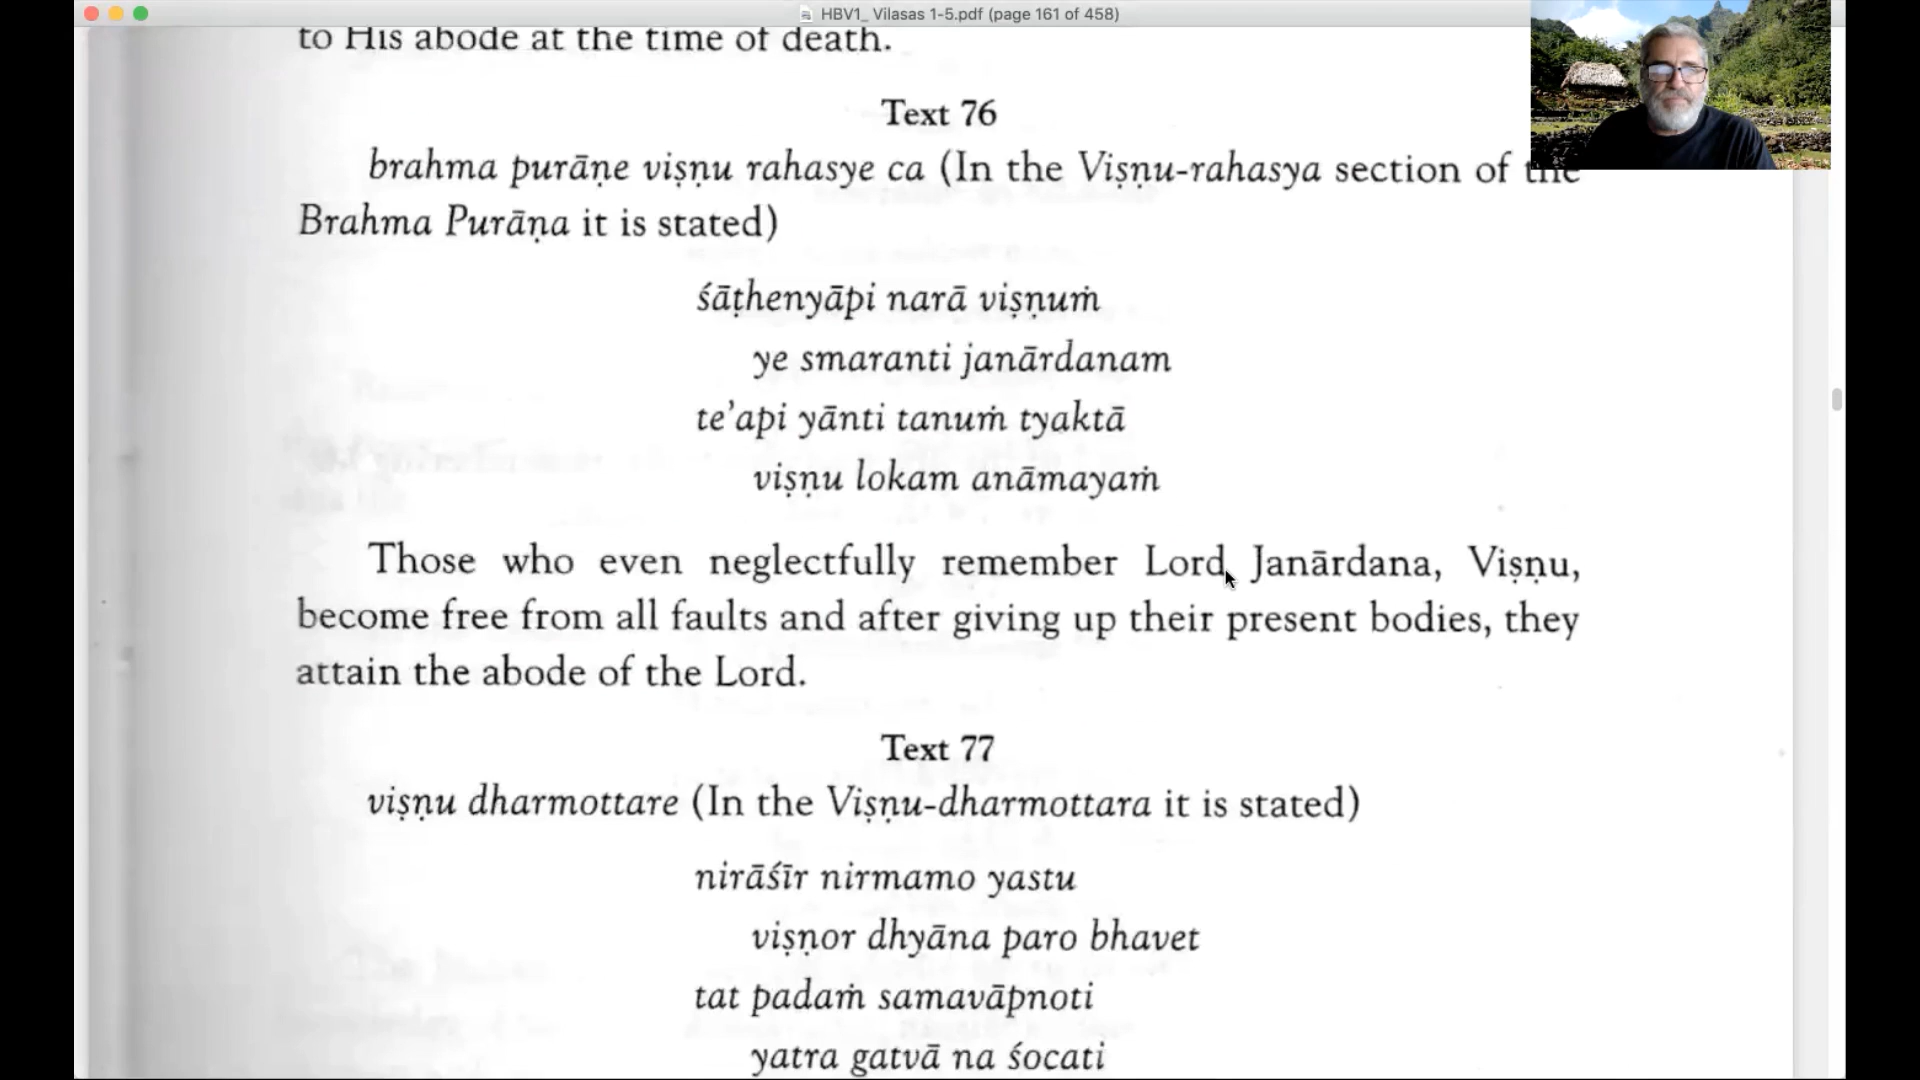 HBV1_ Vilasas 1-5.pdf (page 161 of 458)
to His abode at the time of death.
Text 76
brahma purāṇe viṣṇu rahasye ca (In the Viṣṇu-rahasya section of the
Brahma Purāṇa it is stated)
śāṭhenyāpi narā viṣṇuṁ
ye smaranti janārdanam
te'api yānti tanuṁ tyaktā
viṣṇu lokam anāmayaṁ
Those who even neglectfully remember Lord Janārdana, Viṣṇu,
become free from all faults and after giving up their present bodies, they
attain the abode of the Lord.
Text 77
viṣṇu dharmottare (In the Viṣṇu-dharmottara it is stated)
nirāśīr nirmamo yastu
viṣṇor dhyāna paro bhavet
tat padaṁ samavāpnoti
yatra gatvā na śocati